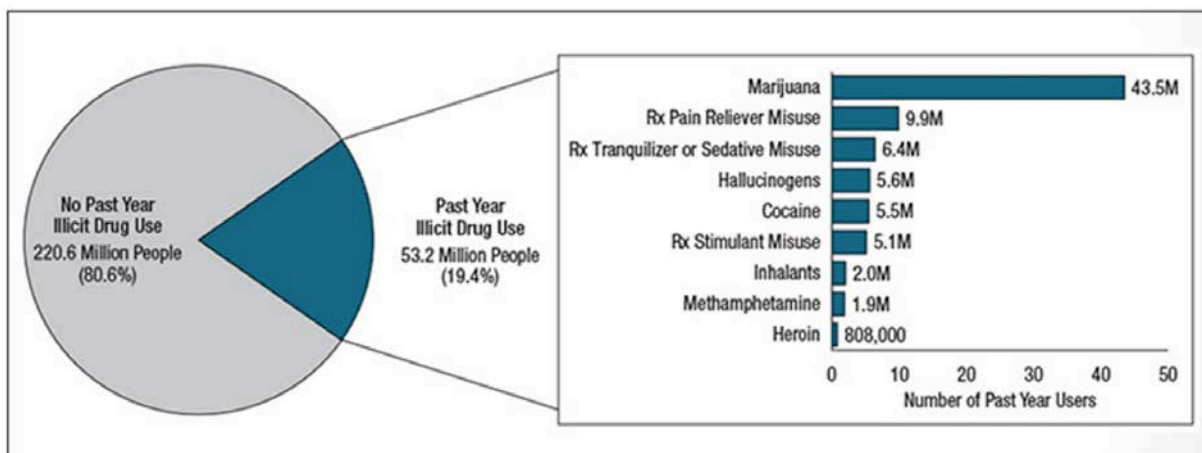 No Past Year
Illicit Drug Use
220.6 Million People
(80.6%)
Past Year
Illicit Drug Use
53.2 Million People
(19.4%)
Marijuana 43.5M
Rx Pain Reliever Misuse 9.9M
Rx Tranquilizer or Sedative Misuse 6.4M
Hallucinogens 5.6M
Cocaine 5.5M
Rx Stimulant Misuse 5.1M
Inhalants 2.0M
Methamphetamine 1.9M
Heroin 808,000
0 10 20 30 40 50
Number of Past Year Users